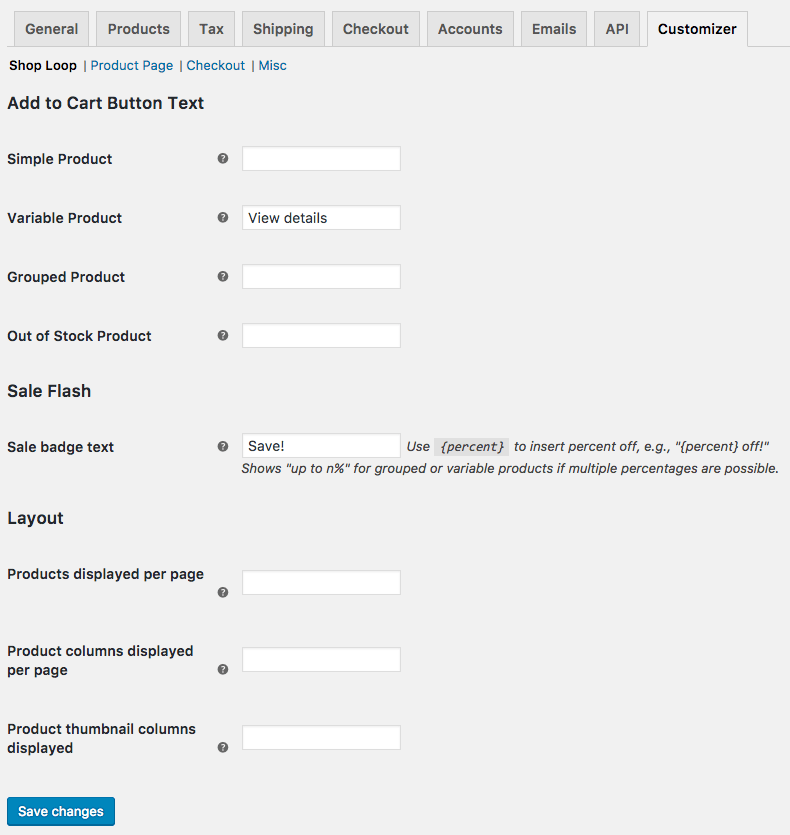 General Products Tax Shipping Checkout Accounts Emails API Customizer
Shop Loop | Product Page | Checkout | Misc
Add to Cart Button Text
Simple Product ?
Variable Product ? View details
Grouped Product ?
Out of Stock Product ?
Sale Flash
Sale badge text ? Save! Use {percent} to insert percent off, e.g., "{percent} off!"
Shows "up to n%" for grouped or variable products if multiple percentages are possible.
Layout
Products displayed per page
?
Product columns displayed
per page ?
Product thumbnail columns
displayed ?
Save changes